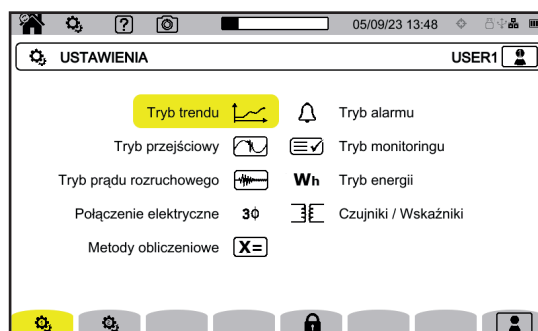 05/09/23 13:48
USTAWIENIA USER1
Tryb trendu Tryb alarmu
Tryb przejściowy Tryb monitoringu
Tryb prądu rozruchowego Wh Tryb energii
Połączenie elektryczne 3ϕ Czujniki / Wskaźniki
Metody obliczeniowe X=